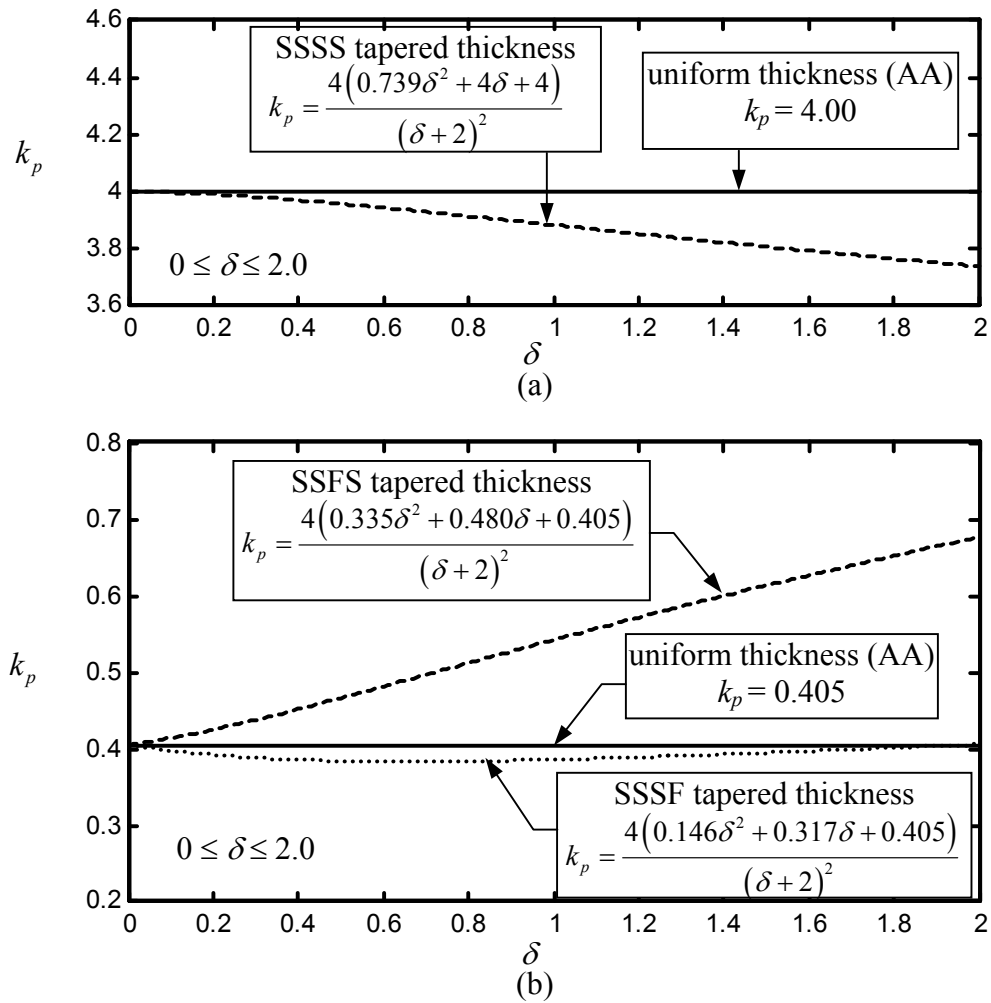 4.6
4.4
4.2
4
3.8
3.6
k_p
SSSS tapered thickness
k_p = 4(0.739δ² + 4δ + 4) / (δ + 2)²
uniform thickness (AA)
k_p = 4.00
0 ≤ δ ≤ 2.0
0 0.2 0.4 0.6 0.8 1 1.2 1.4 1.6 1.8 2
δ
(a)
0.8
0.7
0.6
0.5
0.4
0.3
0.2
k_p
SSFS tapered thickness
k_p = 4(0.335δ² + 0.480δ + 0.405) / (δ + 2)²
uniform thickness (AA)
k_p = 0.405
SSSF tapered thickness
k_p = 4(0.146δ² + 0.317δ + 0.405) / (δ + 2)²
0 ≤ δ ≤ 2.0
0 0.2 0.4 0.6 0.8 1 1.2 1.4 1.6 1.8 2
δ
(b)